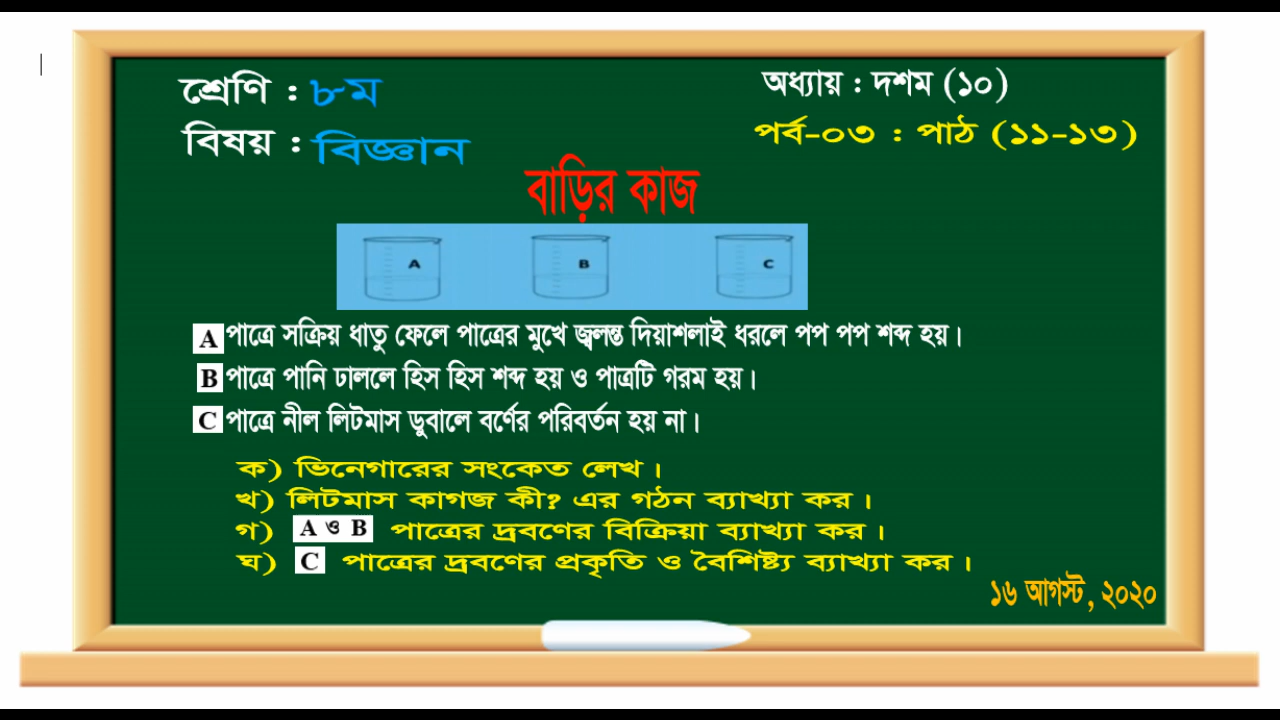 শ্রেণি : ৮ম
বিষয় : বিজ্ঞান
অধ্যায় : দশম (১০)
পর্ব-০৩ : পাঠ (১১-১৩)
বাড়ির কাজ
A B C
A পাত্রে সক্রিয় ধাতু ফেলে পাত্রের মুখে জ্বলন্ত দিয়াশলাই ধরলে পপ পপ শব্দ হয়।
B পাত্রে পানি ঢাললে হিস হিস শব্দ হয় ও পাত্রটি গরম হয়।
C পাত্রে নীল লিটমাস ডুবালে বর্ণের পরিবর্তন হয় না।
ক) ভিনেগারের সংকেত লেখ।
খ) লিটমাস কাগজ কী? এর গঠন ব্যাখ্যা কর।
গ) A ও B পাত্রের দ্রবণের বিক্রিয়া ব্যাখ্যা কর।
ঘ) C পাত্রের দ্রবণের প্রকৃতি ও বৈশিষ্ট্য ব্যাখ্যা কর।
১৬ আগস্ট, ২০২০